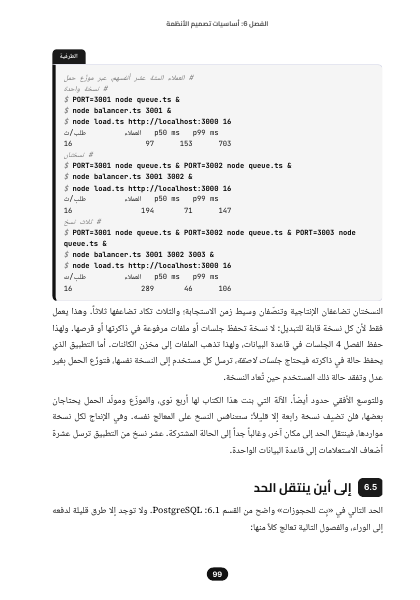 الفصل 6: أساسيات تصميم الأنظمة
الطرفية
# العملاء الستة عشر أنفسهم، عبر موزّع حمل
# نسخة واحدة
$ PORT=3001 node queue.ts &
$ node balancer.ts 3001 &
$ node load.ts http://localhost:3000 16
العملاء طلب/ث p50 ms p99 ms
16 97 153 703
# نسختان
$ PORT=3001 node queue.ts & PORT=3002 node queue.ts &
$ node balancer.ts 3001 3002 &
$ node load.ts http://localhost:3000 16
العملاء طلب/ث p50 ms p99 ms
16 194 71 147
# ثلاث نسخ
$ PORT=3001 node queue.ts & PORT=3002 node queue.ts & PORT=3003 node
queue.ts &
$ node balancer.ts 3001 3002 3003 &
$ node load.ts http://localhost:3000 16
العملاء طلب/ث p50 ms p99 ms
16 289 46 106
النسختان تضاعفان الإنتاجية وتنصّفان وسيط زمن الاستجابة؛ والثلاث تكاد تضاعفها ثلاثاً. وهذا يعمل
فقط لأن كل نسخة قابلة للتبديل: لا نسخة تحفظ جلسات أو ملفات مرفوعة في ذاكرتها أو قرصها. ولهذا
حفظ الفصل 4 الجلسات في قاعدة البيانات، ولهذا تذهب الملفات إلى مخزن الكائنات. أما التطبيق الذي
يحفظ حالة في ذاكرته فيحتاج جلسات لاصقة، ترسل كل مستخدم إلى النسخة نفسها، فتوزّع الحمل بغير
عدل وتفقد حالة ذلك المستخدم حين تُعاد النسخة.
وللتوسع الأفقي حدود أيضاً. الآلة التي بنت هذا الكتاب لها أربع نوى، والموزّع ومولّد الحمل يحتاجان
بعضها، فلن تضيف نسخة رابعة إلا قليلاً: ستتنافس النسخ على المعالج نفسه. وفي الإنتاج لكل نسخة
مواردها، فينتقل الحد إلى مكان آخر، وغالباً جداً إلى الحالة المشتركة. عشر نسخ من التطبيق ترسل عشرة
أضعاف الاستعلامات إلى قاعدة البيانات الواحدة.
6.5 إلى أين ينتقل الحد
الحد التالي في «بِت للحجوزات» واضح من القسم 6.1: PostgreSQL. ولا توجد إلا طرق قليلة لدفعه
إلى الوراء، والفصول التالية تعالج كلاً منها:
99